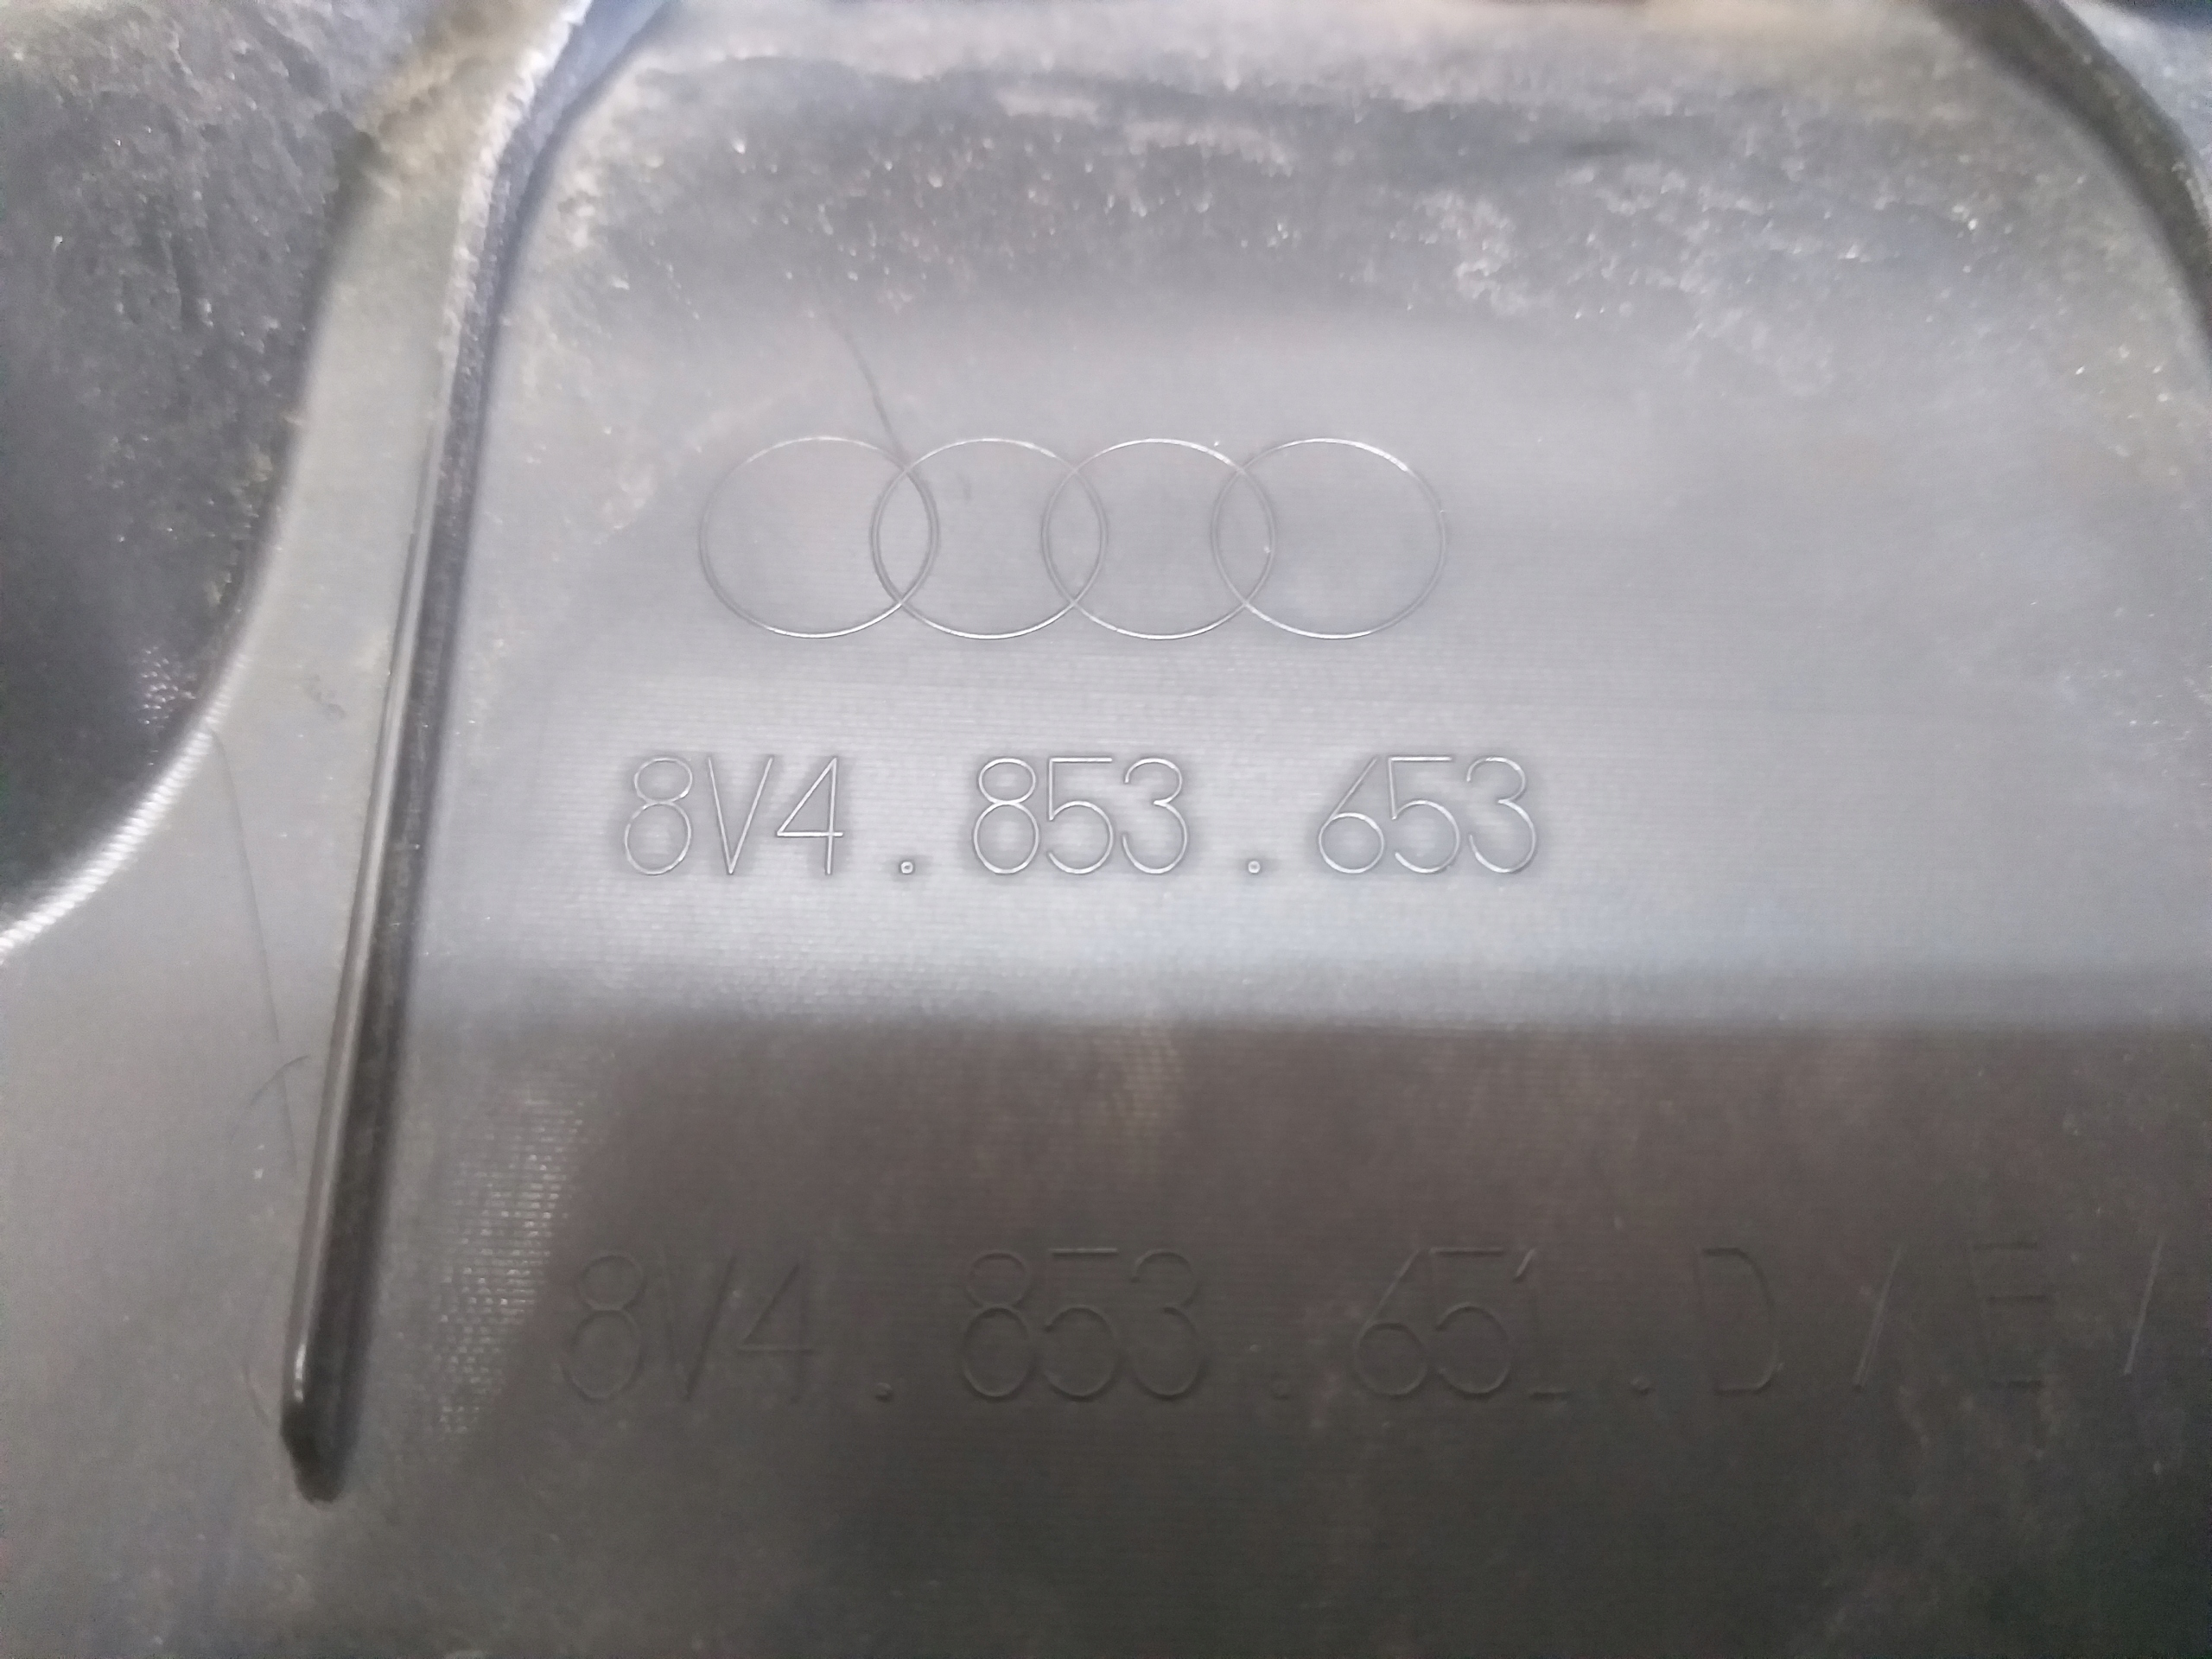 8V4 . 853 . 653
8V4 . 853 . 651 . D / E /